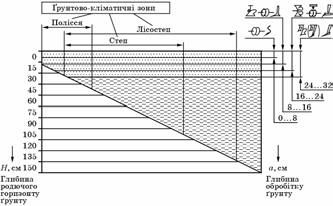 Ґрунтово-кліматичні зони
Полісся
Лісостеп
Степ
0
15
30
45
60
75
90
105
120
135
150
24...32
16...24
8...16
0...8
H, см
Глибина
родючого
горизонту
ґрунту
a, см
Глибина
обробітку
ґрунту